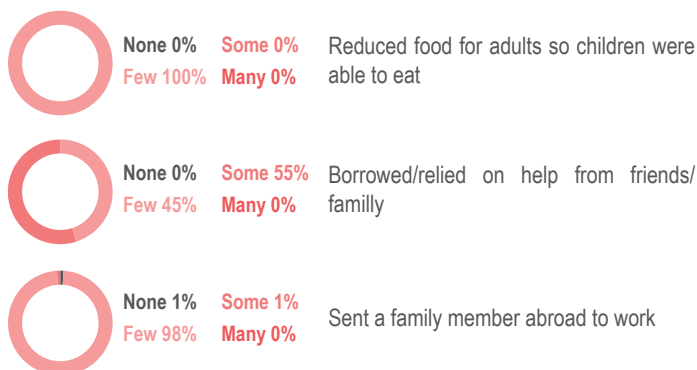 None 0% Some 0%
Few 100% Many 0%
Reduced food for adults so children were
able to eat
None 0% Some 55%
Few 45% Many 0%
Borrowed/relied on help from friends/
familly
None 1% Some 1%
Few 98% Many 0%
Sent a family member abroad to work